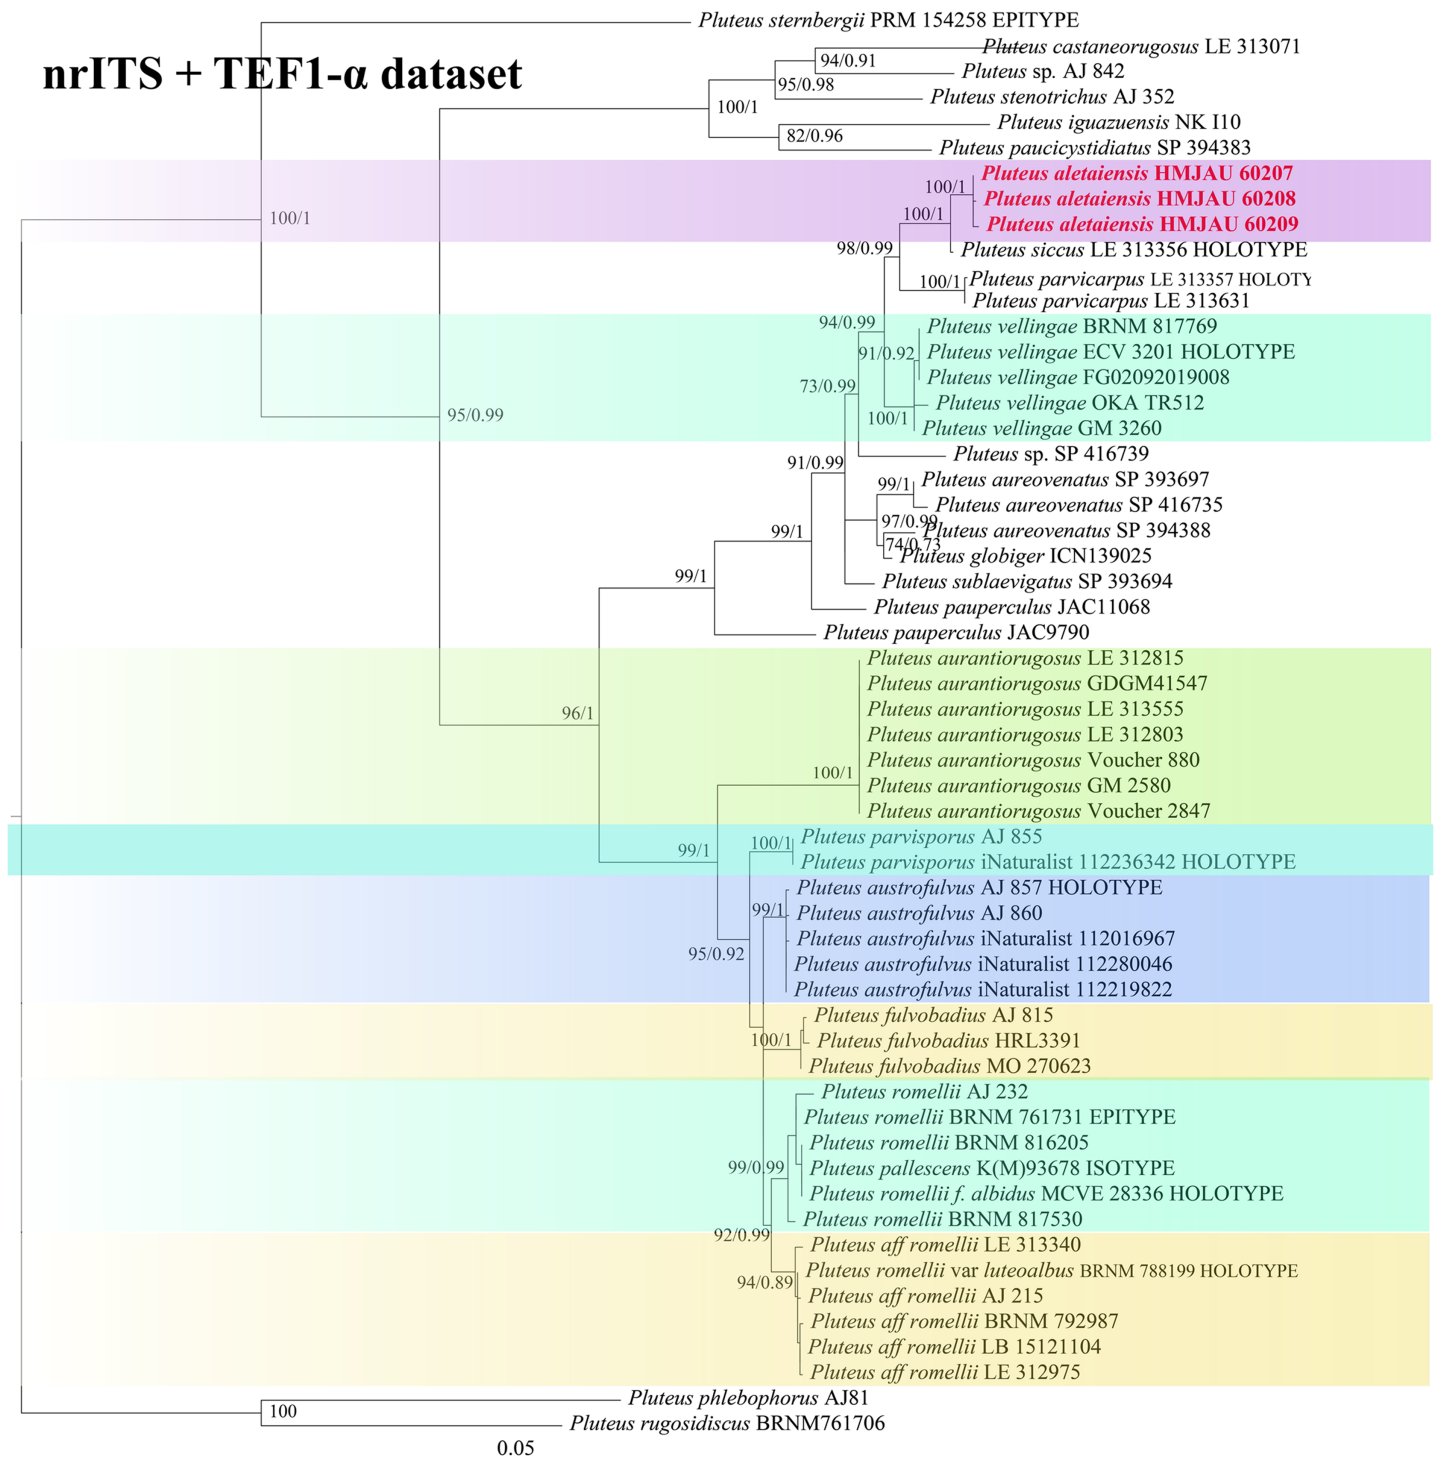 Pluteus sternbergii PRM 154258 EPITYPE
nrITS + TEF1-α dataset
Pluteus castaneorugosus LE 313071
94/0.91
Pluteus sp. AJ 842
95/0.98
Pluteus stenotrichus AJ 352
100/1
Pluteus iguazuensis NK I10
82/0.96
Pluteus paucicystidiatus SP 394383
Pluteus aletaiensis HMJAU 60207
100/1
Pluteus aletaiensis HMJAU 60208
100/1
100/1
Pluteus aletaiensis HMJAU 60209
98/0.99
Pluteus siccus LE 313356 HOLOTYPE
100/1
Pluteus parvicarpus LE 313357 HOLOTY
Pluteus parvicarpus LE 313631
94/0.99
Pluteus vellingae BRNM 817769
91/0.92
Pluteus vellingae ECV 3201 HOLOTYPE
Pluteus vellingae FG02092019008
73/0.99
Pluteus vellingae OKA TR512
95/0.99
100/1
Pluteus vellingae GM 3260
Pluteus sp. SP 416739
91/0.99
Pluteus aureovenatus SP 393697
99/1
Pluteus aureovenatus SP 416735
97/0.99
Pluteus aureovenatus SP 394388
99/1
74/0.73
Pluteus globiger ICN139025
99/1
Pluteus sublaevigatus SP 393694
Pluteus pauperculus JAC11068
Pluteus pauperculus JAC9790
Pluteus aurantiorugosus LE 312815
Pluteus aurantiorugosus GDGM41547
96/1
Pluteus aurantiorugosus LE 313555
Pluteus aurantiorugosus LE 312803
Pluteus aurantiorugosus Voucher 880
100/1
Pluteus aurantiorugosus GM 2580
Pluteus aurantiorugosus Voucher 2847
Pluteus parvisporus AJ 855
99/1
100/1
Pluteus parvisporus iNaturalist 112236342 HOLOTYPE
Pluteus austrofulvus AJ 857 HOLOTYPE
99/1
Pluteus austrofulvus AJ 860
Pluteus austrofulvus iNaturalist 112016967
95/0.92
Pluteus austrofulvus iNaturalist 112280046
Pluteus austrofulvus iNaturalist 112219822
Pluteus fulvobadius AJ 815
100/1
Pluteus fulvobadius HRL3391
Pluteus fulvobadius MO 270623
Pluteus romellii AJ 232
Pluteus romellii BRNM 761731 EPITYPE
Pluteus romellii BRNM 816205
99/0.99
Pluteus pallescens K(M)93678 ISOTYPE
Pluteus romellii f. albidus MCVE 28336 HOLOTYPE
Pluteus romellii BRNM 817530
92/0.99
Pluteus aff romellii LE 313340
Pluteus romellii var luteoalbus BRNM 788199 HOLOTYPE
94/0.89
Pluteus aff romellii AJ 215
Pluteus aff romellii BRNM 792987
Pluteus aff romellii LB 15121104
Pluteus aff romellii LE 312975
Pluteus phlebophorus AJ81
100
Pluteus rugosidiscus BRNM761706
0.05